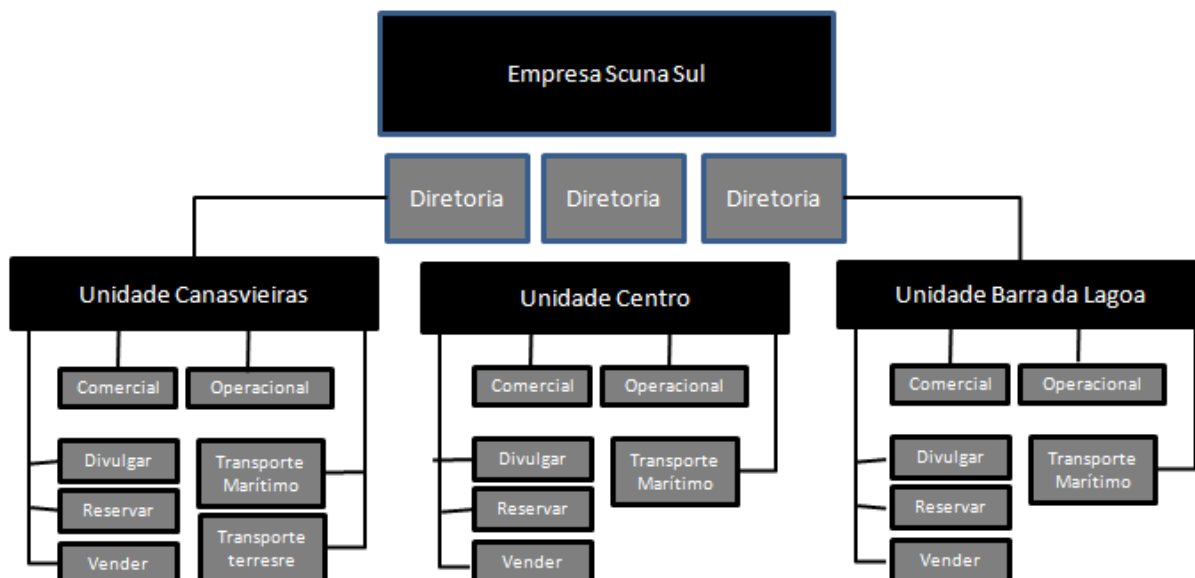 Empresa Scuna Sul
Diretoria
Diretoria
Diretoria
Unidade Canasvieiras
Comercial
Operacional
Divulgar
Reservar
Vender
Transporte
Marítimo
Transporte
terresre
Unidade Centro
Comercial
Operacional
Divulgar
Reservar
Vender
Transporte
Marítimo
Unidade Barra da Lagoa
Comercial
Operacional
Divulgar
Reservar
Vender
Transporte
Marítimo